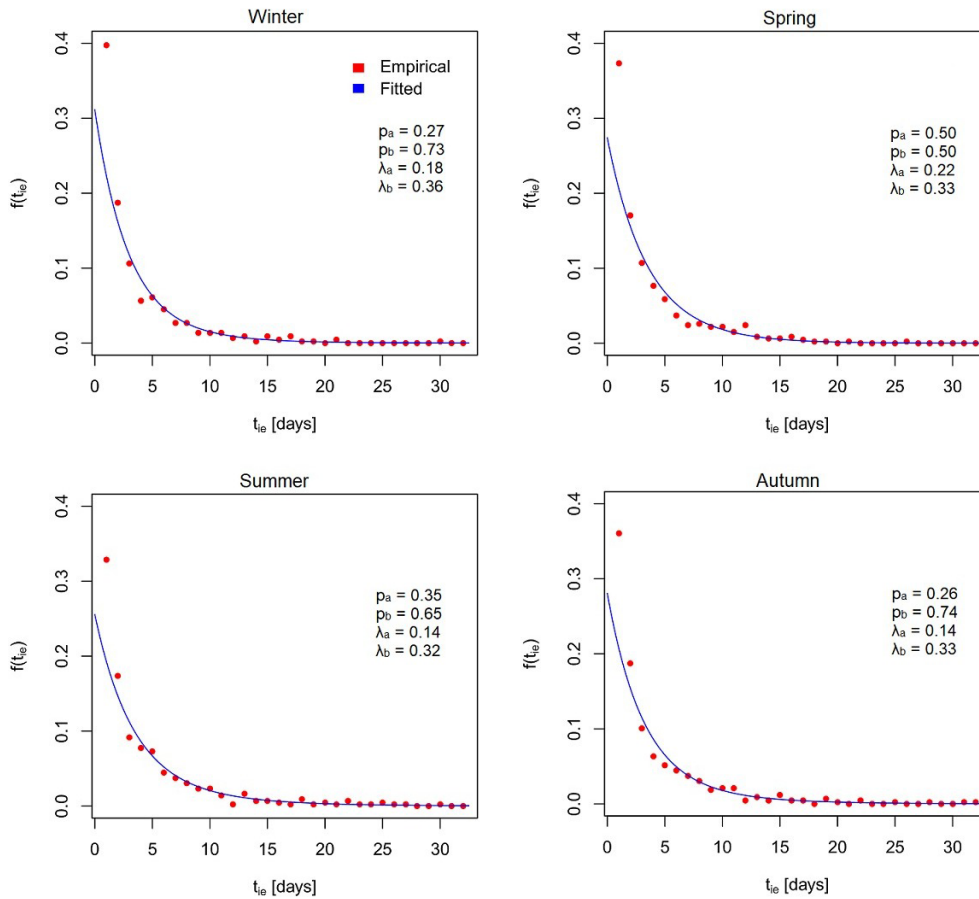 Winter
0.4
0.3
0.2
0.1
0.0
f(tie)
Empirical
Fitted
pa = 0.27
pb = 0.73
λa = 0.18
λb = 0.36
0 5 10 15 20 25 30
tie [days]
Spring
0.4
0.3
0.2
0.1
0.0
f(tie)
pa = 0.50
pb = 0.50
λa = 0.22
λb = 0.33
0 5 10 15 20 25 30
tie [days]
Summer
0.4
0.3
0.2
0.1
0.0
f(tie)
pa = 0.35
pb = 0.65
λa = 0.14
λb = 0.32
0 5 10 15 20 25 30
tie [days]
Autumn
0.4
0.3
0.2
0.1
0.0
f(tie)
pa = 0.26
pb = 0.74
λa = 0.14
λb = 0.33
0 5 10 15 20 25 30
tie [days]